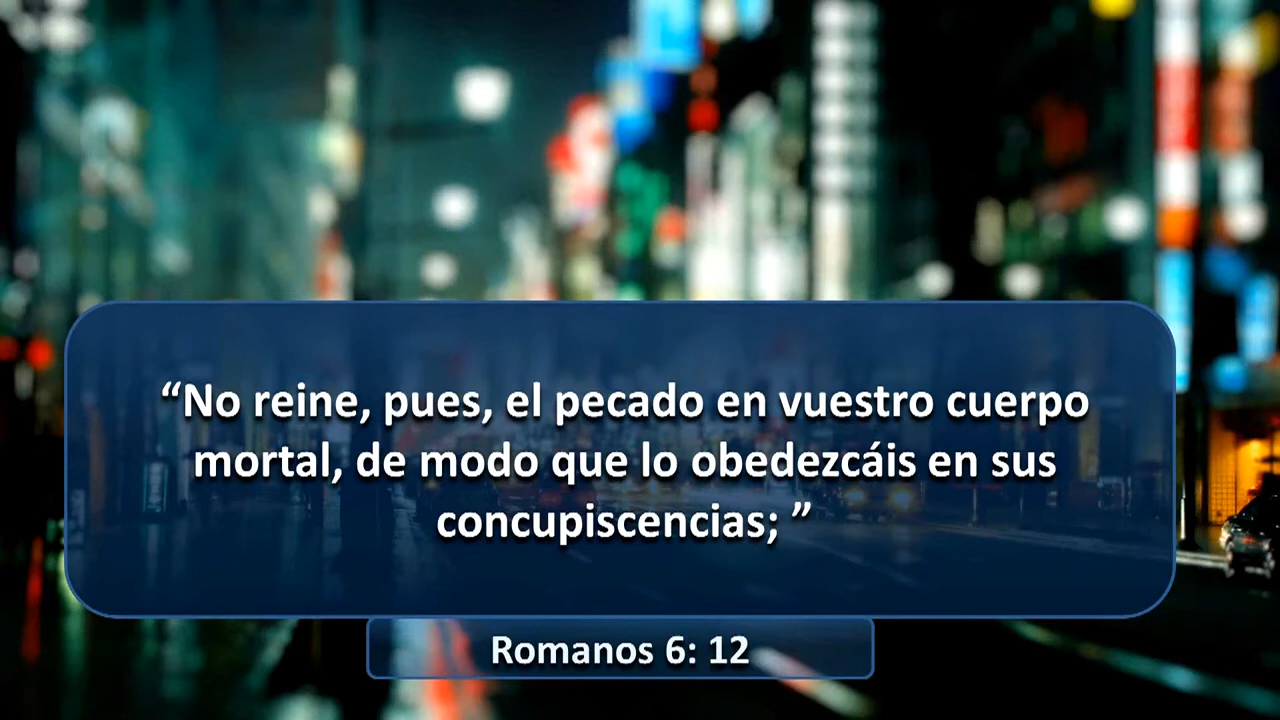 “No reine, pues, el pecado en vuestro cuerpo
mortal, de modo que lo obedezcáis en sus
concupiscencias; ”
Romanos 6: 12